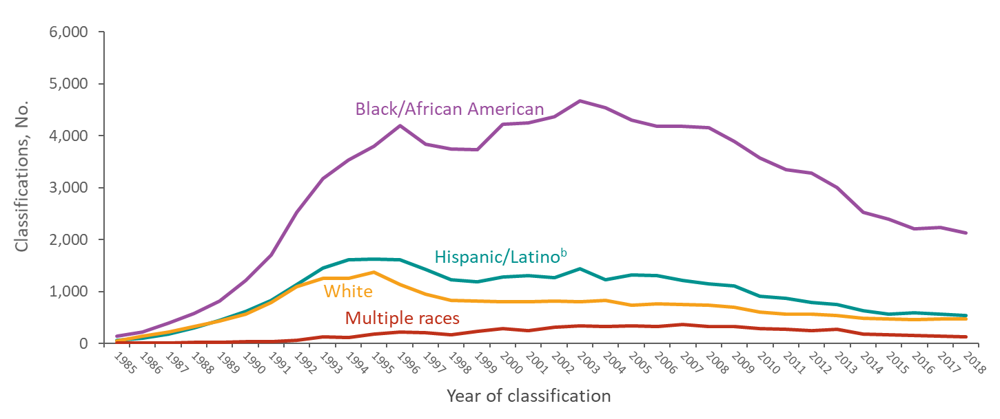 6,000
5,000
4,000
3,000
2,000
1,000
0
Classifications, No.
Black/African American
Hispanic/Latinoᵇ
White
Multiple races
1985 1986 1987 1988 1989 1990 1991 1992 1993 1994 1995 1996 1997 1998 1999 2000 2001 2002 2003 2004 2005 2006 2007 2008 2009 2010 2011 2012 2013 2014 2015 2016 2017 2018
Year of classification